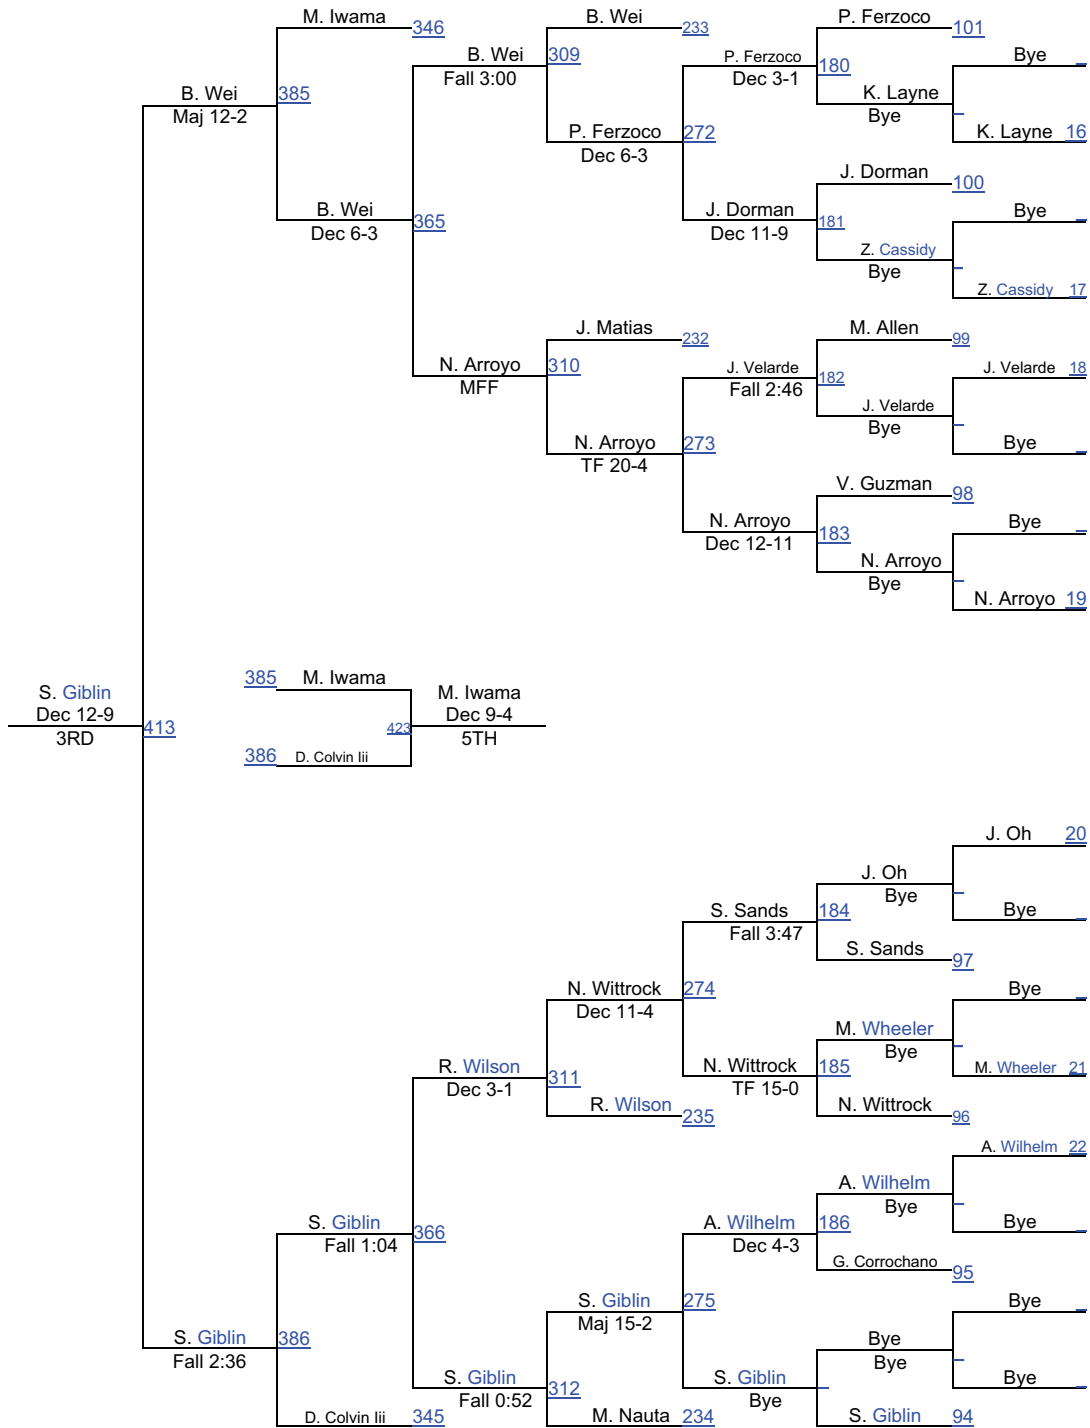 M. Iwama 346
B. Wei 233
P. Ferzoco 101
B. Wei 309
Fall 3:00
P. Ferzoco 180
Dec 3-1
Bye
B. Wei 385
Maj 12-2
K. Layne
Bye
P. Ferzoco 272
Dec 6-3
K. Layne 16
J. Dorman 100
B. Wei 365
Dec 6-3
J. Dorman 181
Dec 11-9
Bye
Z. Cassidy
Bye
Z. Cassidy 17
J. Matias 232
M. Allen 99
N. Arroyo 310
MFF
J. Velarde 182
Fall 2:46
J. Velarde 18
J. Velarde
Bye
N. Arroyo 273
TF 20-4
Bye
V. Guzman 98
N. Arroyo 183
Dec 12-11
Bye
N. Arroyo
Bye
N. Arroyo 19
385 M. Iwama
S. Giblin
Dec 12-9
3RD
413
M. Iwama
Dec 9-4
5TH
423
386 D. Colvin Iii
J. Oh 20
J. Oh
Bye
S. Sands 184
Fall 3:47
Bye
S. Sands 97
N. Wittrock 274
Dec 11-4
Bye
M. Wheeler
Bye
R. Wilson 311
Dec 3-1
N. Wittrock 185
TF 15-0
M. Wheeler 21
R. Wilson 235
N. Wittrock 96
A. Wilhelm 22
A. Wilhelm
Bye
S. Giblin 366
Fall 1:04
A. Wilhelm 186
Dec 4-3
Bye
G. Corrochano 95
S. Giblin 275
Maj 15-2
Bye
S. Giblin 386
Fall 2:36
Bye
Bye
S. Giblin 312
Fall 0:52
S. Giblin
Bye
Bye
D. Colvin Iii 345
M. Nauta 234
S. Giblin 94